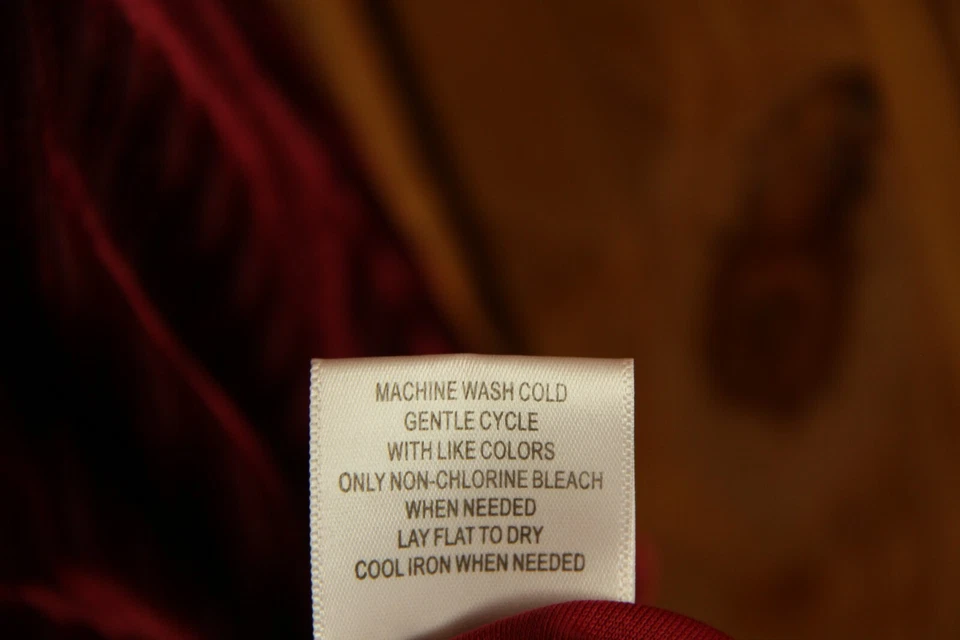 MACHINE WASH COLD
GENTLE CYCLE
WITH LIKE COLORS
ONLY NON-CHLORINE BLEACH
WHEN NEEDED
LAY FLAT TO DRY
COOL IRON WHEN NEEDED